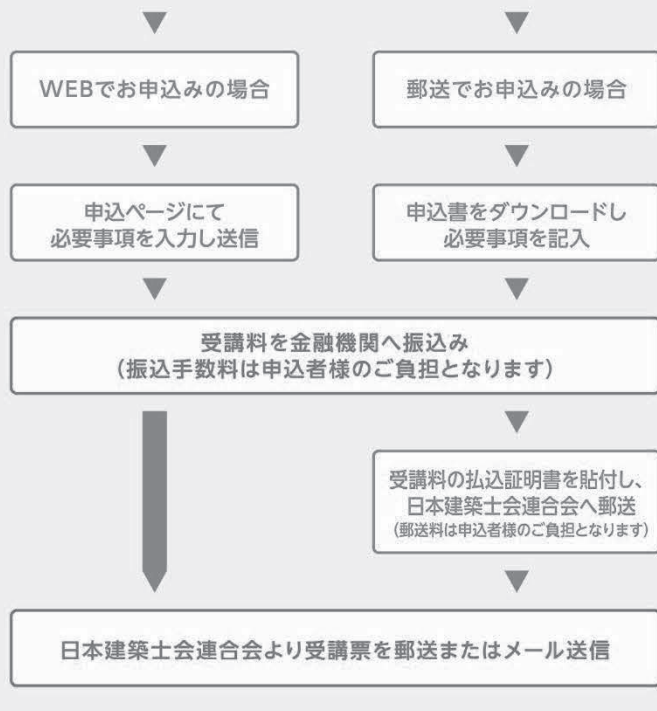 WEBでお申込みの場合
郵送でお申込みの場合
申込ページにて
必要事項を入力し送信
申込書をダウンロードし
必要事項を記入
受講料を金融機関へ振込み
（振込手数料は申込者様のご負担となります）
受講料の払込証明書を貼付し、
日本建築士会連合会へ郵送
（郵送料は申込者様のご負担となります）
日本建築士会連合会より受講票を郵送またはメール送信